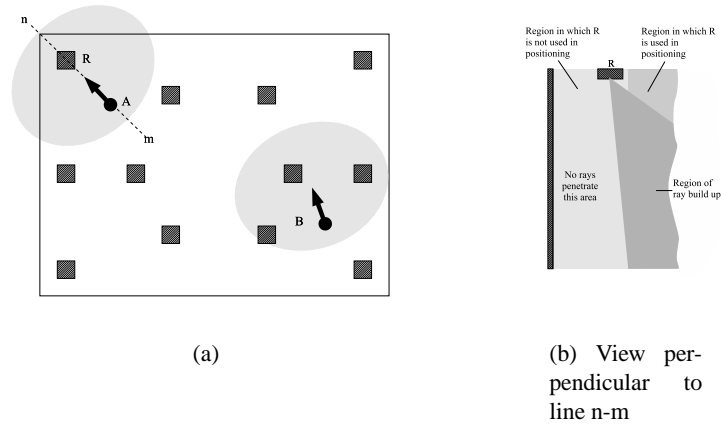 n
R
A
m
B
(a)
Region in which R
is not used in
positioning
Region in which R
is used in
positioning
R
No rays
penetrate
this area
Region of
ray build up
(b) View per-
pendicular to
line n-m